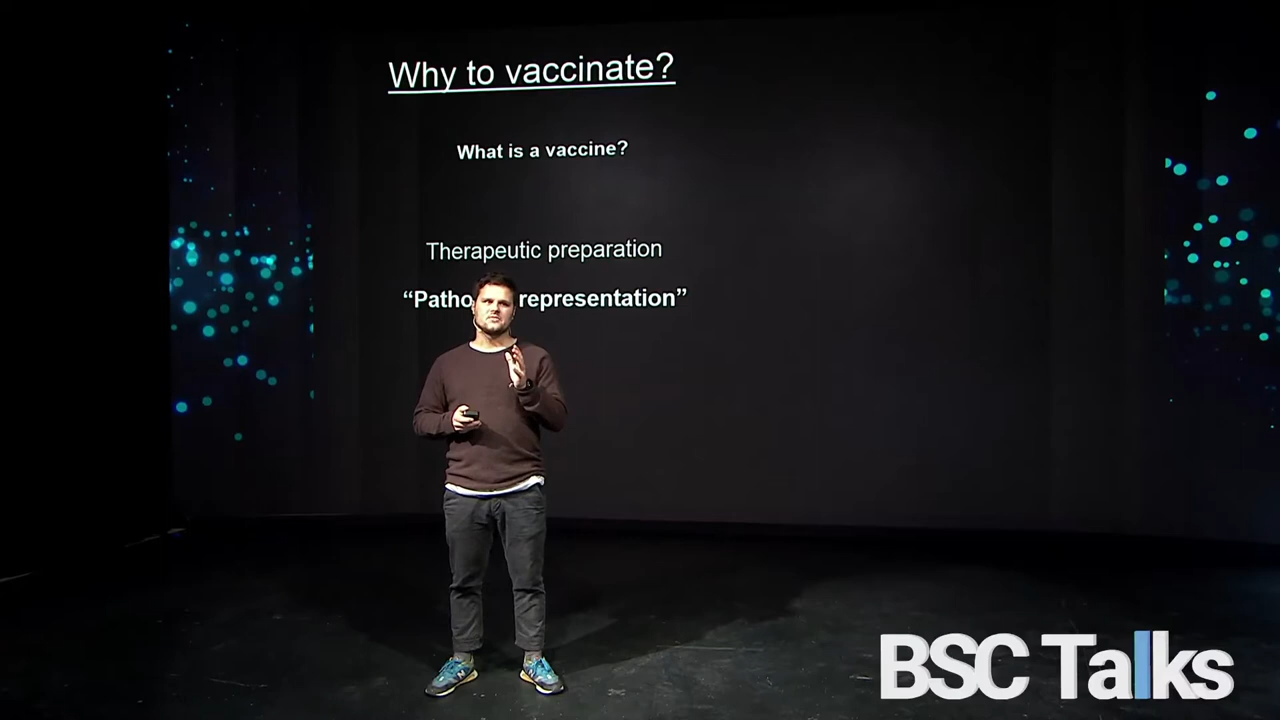 Why to vaccinate?
What is a vaccine?
Therapeutic preparation
representation”
BSC Talks